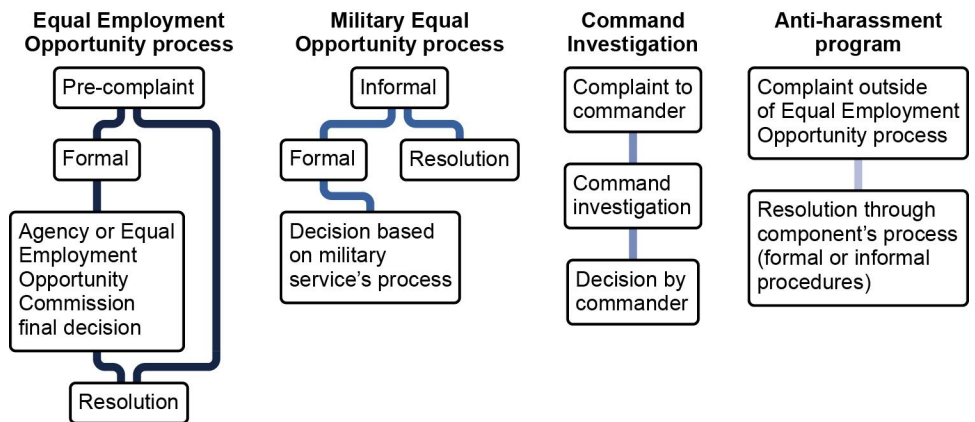 Equal Employment
Opportunity process
Pre-complaint
Formal
Agency or Equal
Employment
Opportunity
Commission
final decision
Resolution
Military Equal
Opportunity process
Informal
Formal
Resolution
Decision based
on military
service's process
Command
Investigation
Complaint to
commander
Command
investigation
Decision by
commander
Anti-harassment
program
Complaint outside
of Equal Employment
Opportunity process
Resolution through
component's process
(formal or informal
procedures)